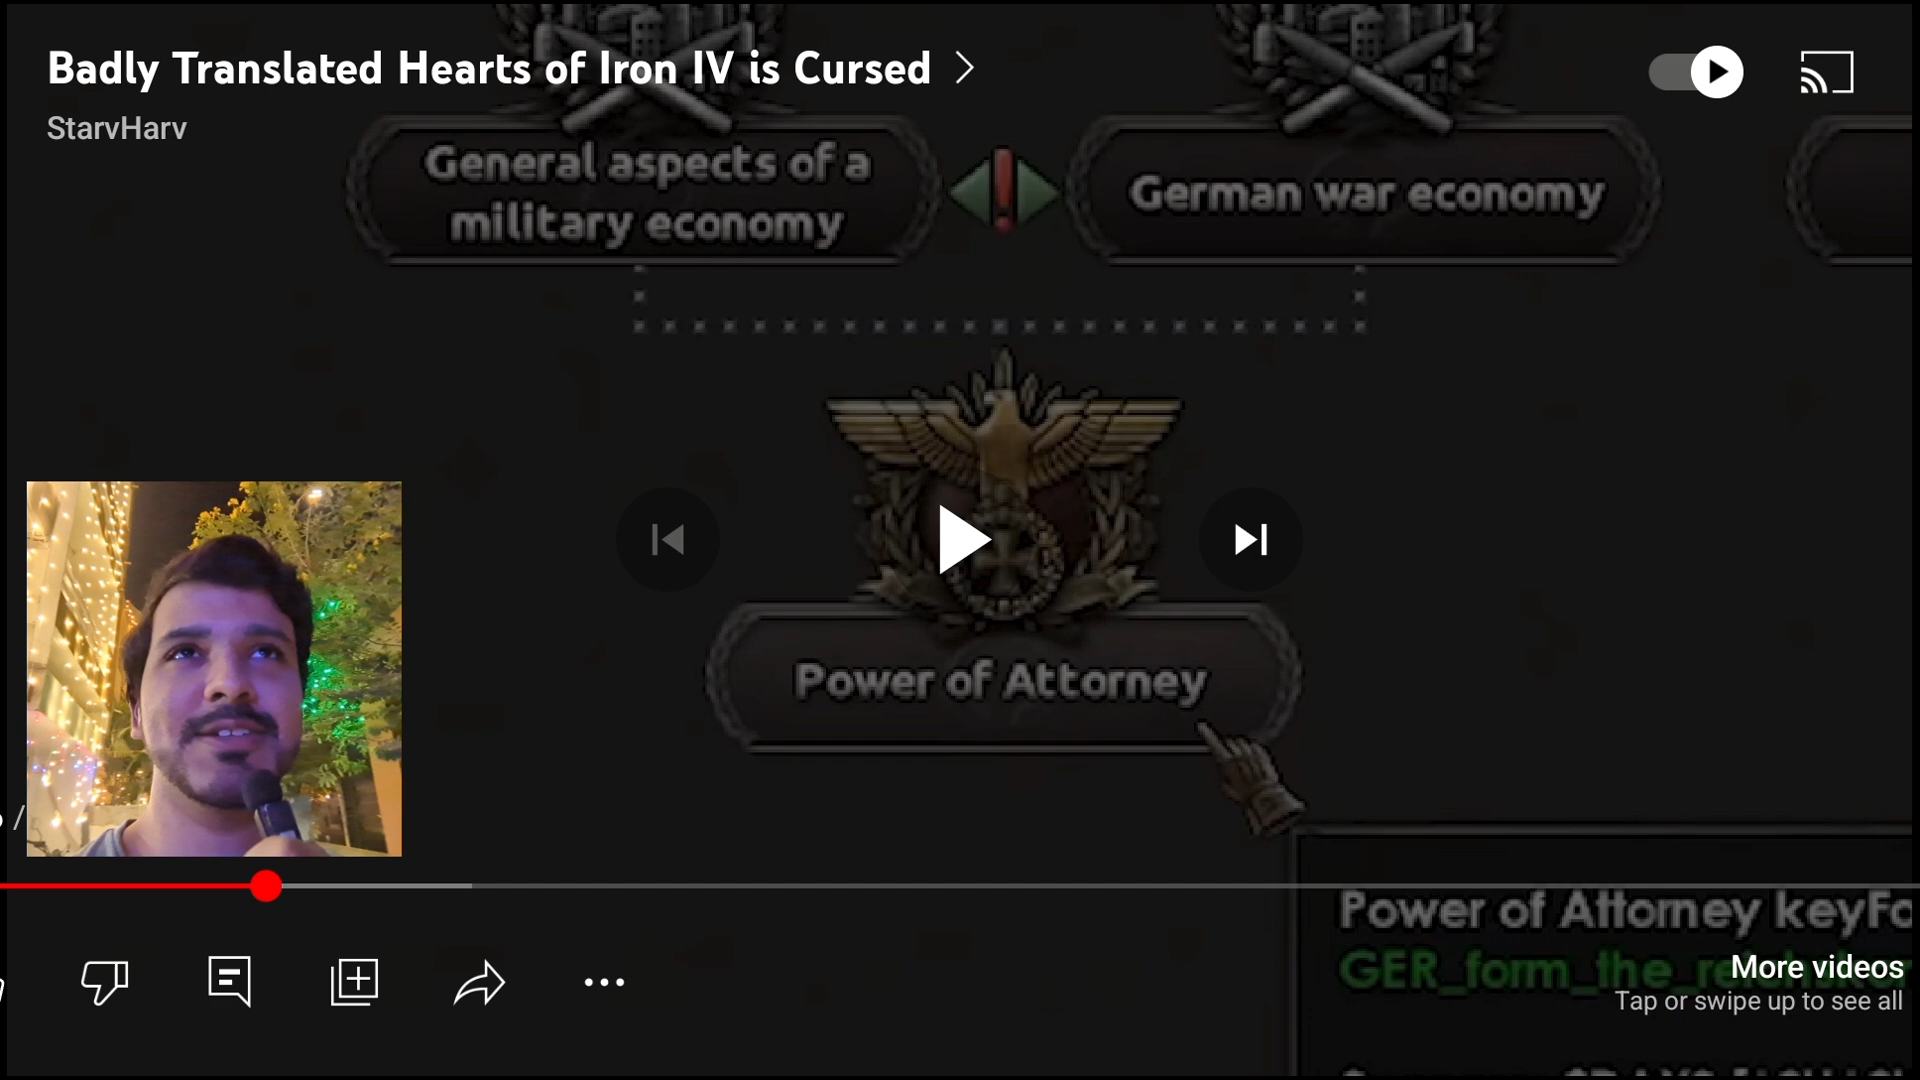 Badly Translated Hearts of Iron IV is Cursed
StarvHarv
General aspects of a
military economy
German war economy
Power of Attorney
/
Power of Attorney
More videos
Tap or swipe up to see all